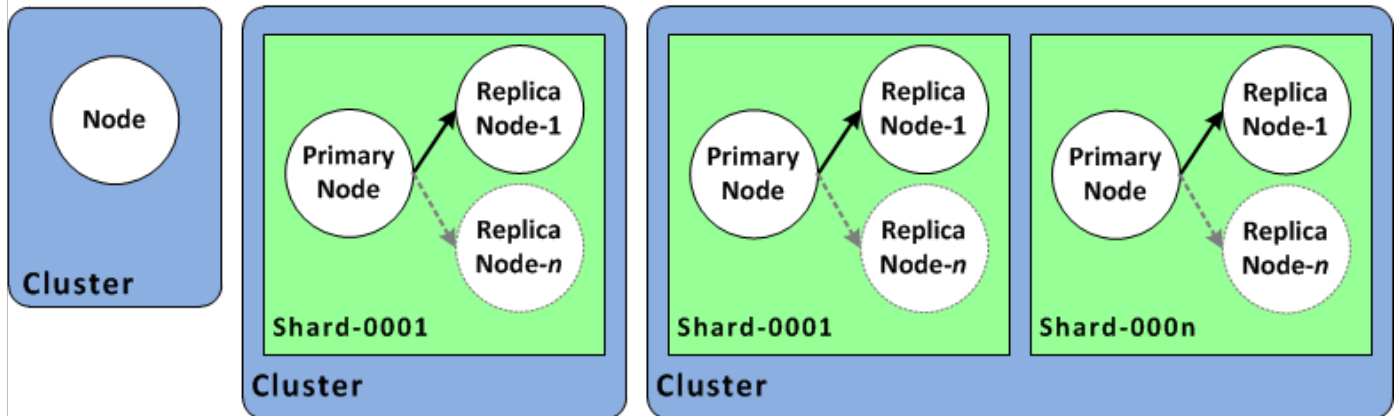 Node
Cluster
Primary
Node
Replica
Node-1
Replica
Node-n
Shard-0001
Cluster
Primary
Node
Replica
Node-1
Replica
Node-n
Shard-0001
Primary
Node
Replica
Node-1
Replica
Node-n
Shard-000n
Cluster